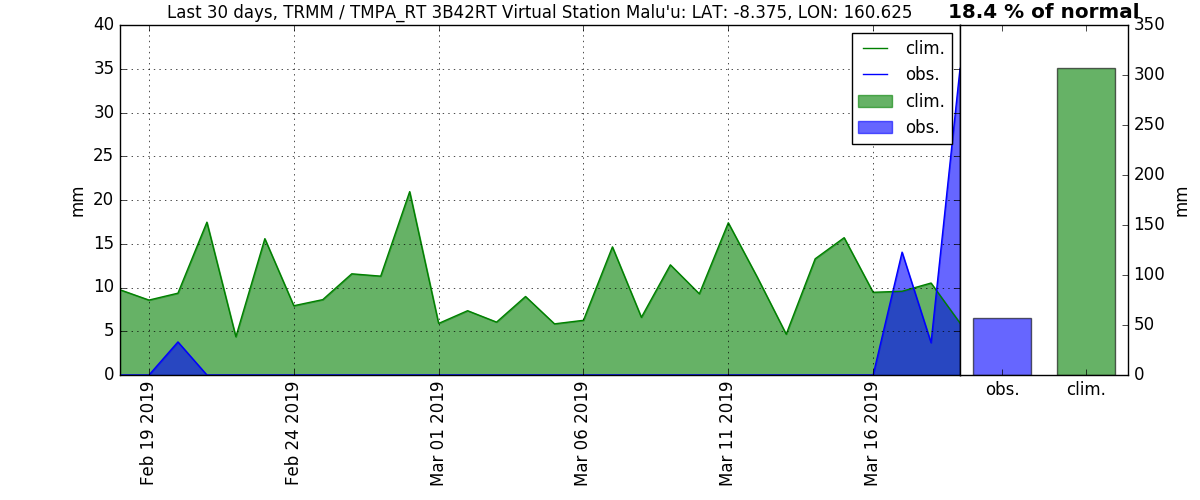 Last 30 days, TRMM / TMPA_RT 3B42RT Virtual Station Malu'u: LAT: -8.375, LON: 160.625
18.4 % of normal
40
35
30
25
20
15
10
5
0
mm
clim.
obs.
clim.
obs.
Feb 19 2019
Feb 24 2019
Mar 01 2019
Mar 06 2019
Mar 11 2019
Mar 16 2019
350
300
250
200
150
100
50
0
mm
obs.
clim.